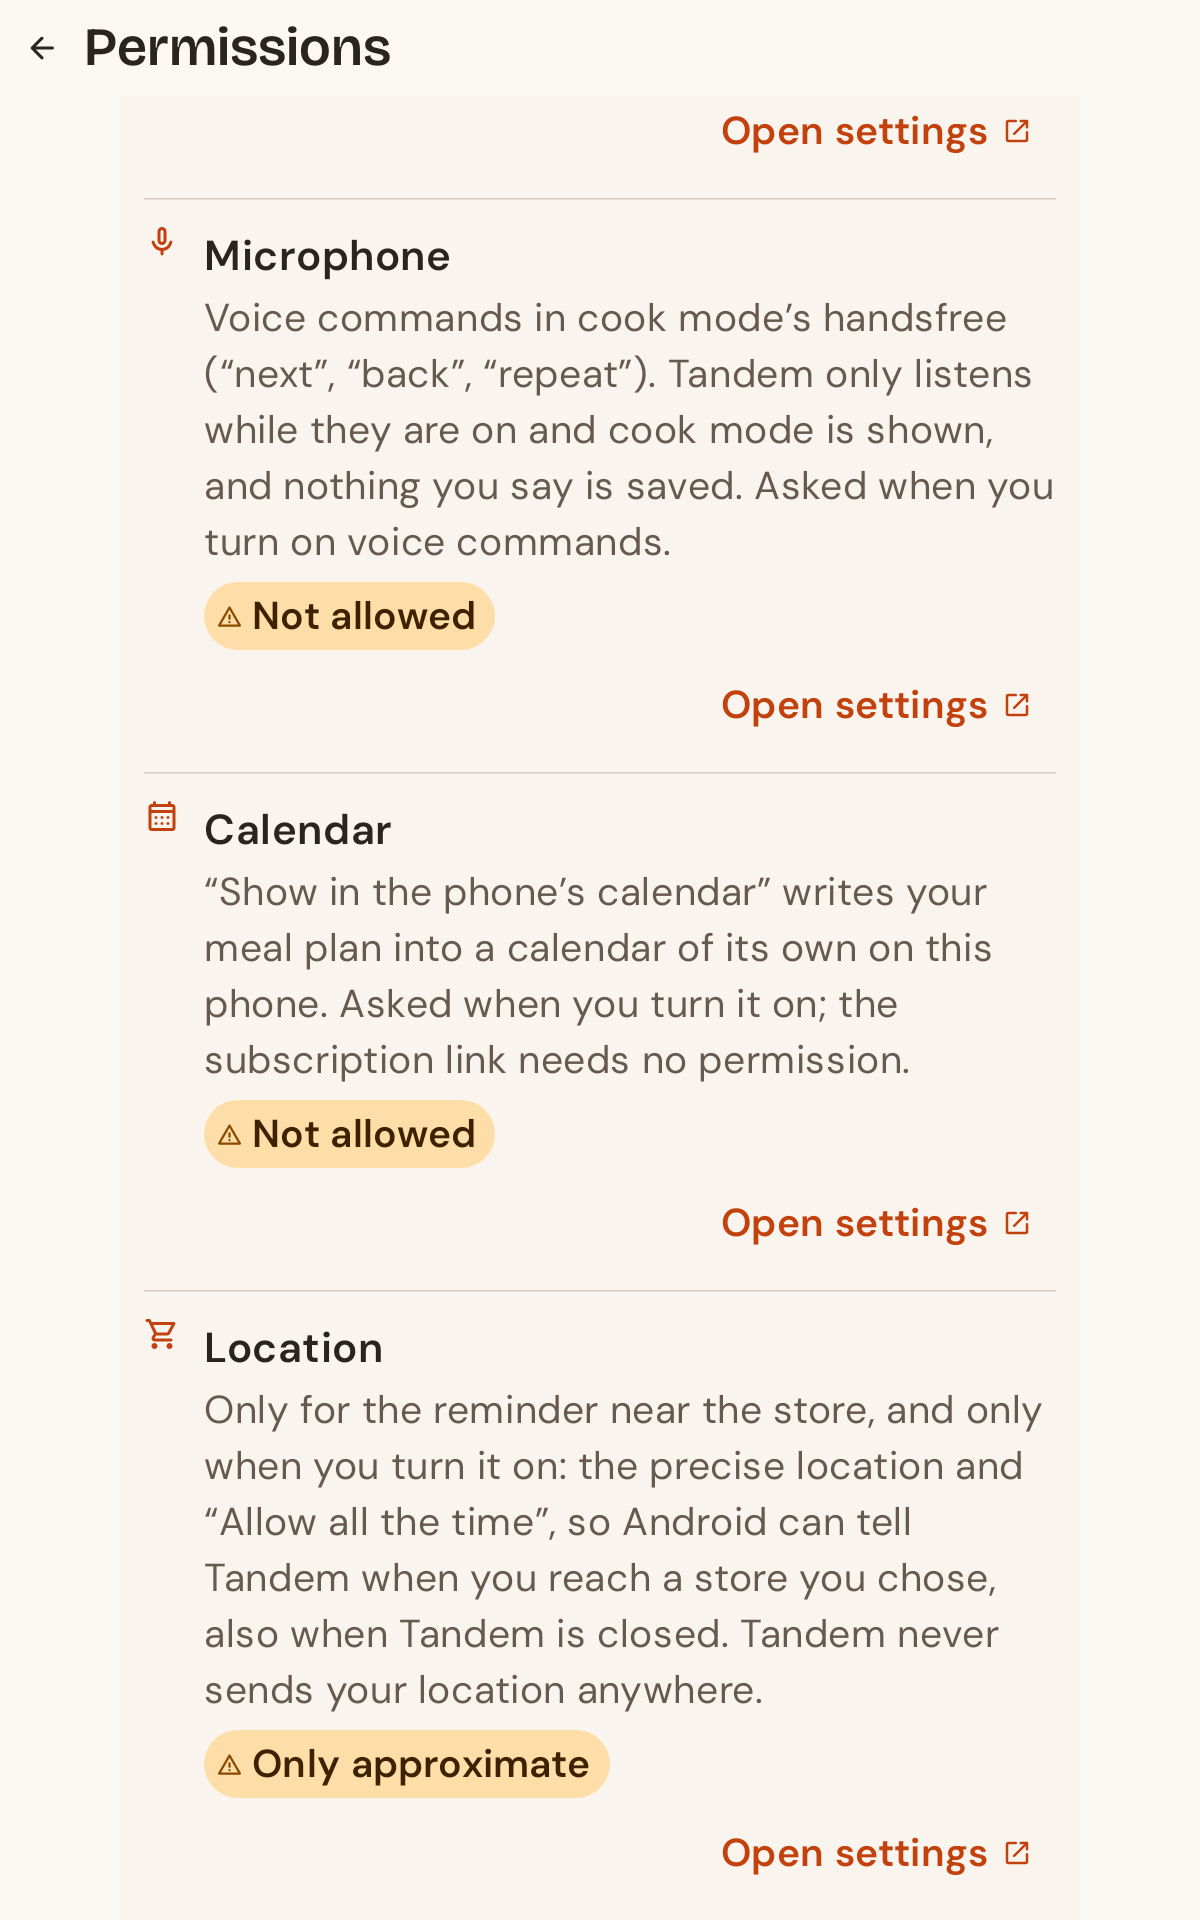 Permissions
Open settings
Microphone
Voice commands in cook mode’s handsfree
(“next”, “back”, “repeat”). Tandem only listens
while they are on and cook mode is shown,
and nothing you say is saved. Asked when you
turn on voice commands.
Not allowed
Open settings
Calendar
“Show in the phone’s calendar” writes your
meal plan into a calendar of its own on this
phone. Asked when you turn it on; the
subscription link needs no permission.
Not allowed
Open settings
Location
Only for the reminder near the store, and only
when you turn it on: the precise location and
“Allow all the time”, so Android can tell
Tandem when you reach a store you chose,
also when Tandem is closed. Tandem never
sends your location anywhere.
Only approximate
Open settings